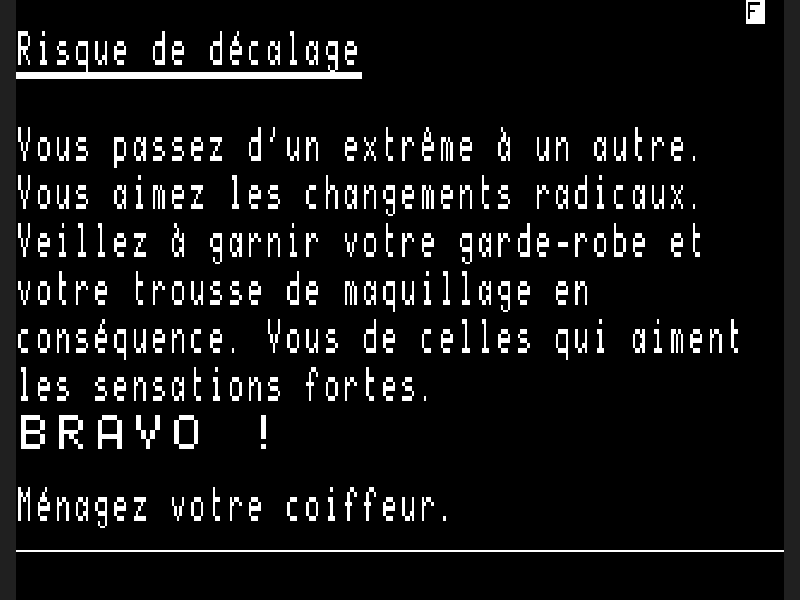 F
Risque de décalage
Vous passez d'un extrême à un autre.
Vous aimez les changements radicaux.
Veillez à garnir votre garde-robe et
votre trousse de maquillage en
conséquence. Vous de celles qui aiment
les sensations fortes.
BRAVO !
Ménagez votre coiffeur.